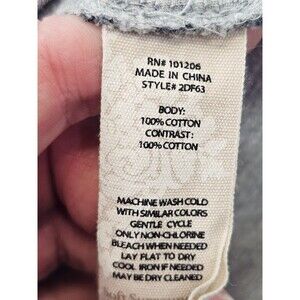 RN# 101206
MADE IN CHINA
STYLE# 2DF63
BODY:
100% COTTON
CONTRAST:
100% COTTON
MACHINE WASH COLD
WITH SIMILAR COLORS
GENTLE CYCLE
ONLY NON-CHLORINE
BLEACH WHEN NEEDED
LAY FLAT TO DRY
COOL IRON IF NEEDED
MAY BE DRY CLEANED